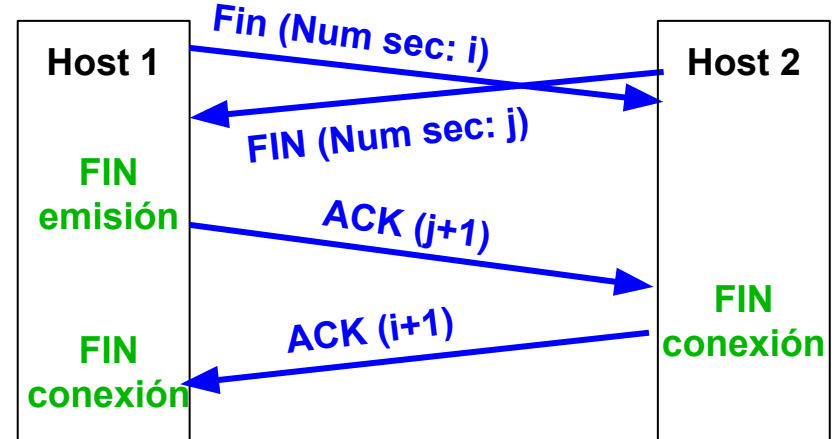 Fin (Num sec: i)
Host 1
Host 2
FIN (Num sec: j)
FIN
emisión
ACK (j+1)
FIN
conexión
ACK (i+1)
FIN
conexión